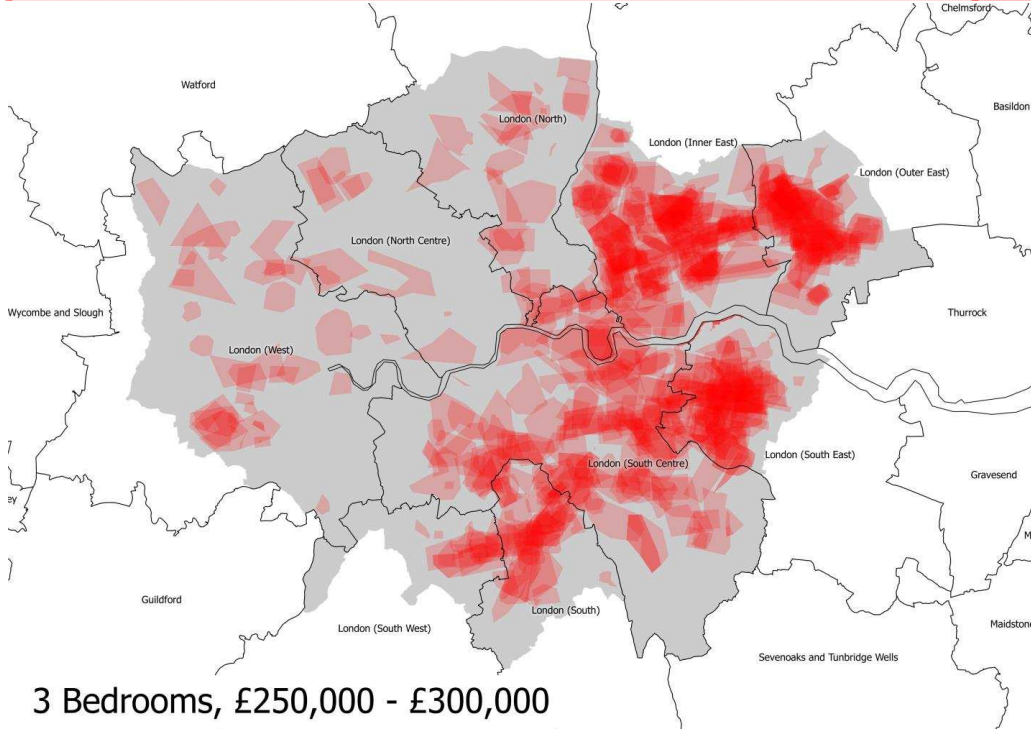 Chelmsford
Watford
Basildon
London (North)
London (Inner East)
London (Outer East)
London (North Centre)
Wycombe and Slough
Thurrock
London (West)
London (South East)
London (South Centre)
Gravesend
ey
M
Guildford
London (South)
London (South West)
Maidstone
Sevenoaks and Tunbridge Wells
3 Bedrooms, £250,000 - £300,000